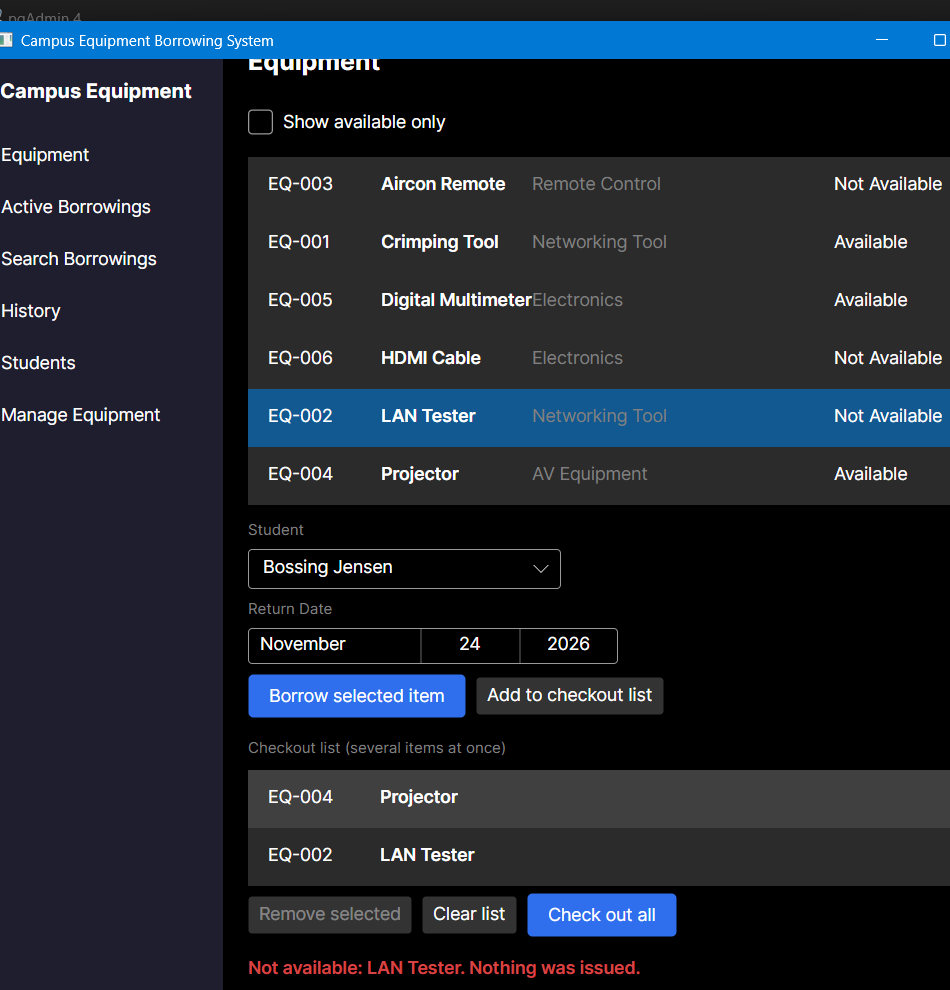 pgAdmin 4
Campus Equipment Borrowing System
Campus Equipment
Equipment
Active Borrowings
Search Borrowings
History
Students
Manage Equipment
Equipment
Show available only
EQ-003 Aircon Remote Remote Control Not Available
EQ-001 Crimping Tool Networking Tool Available
EQ-005 Digital Multimeter Electronics Available
EQ-006 HDMI Cable Electronics Not Available
EQ-002 LAN Tester Networking Tool Not Available
EQ-004 Projector AV Equipment Available
Student
Bossing Jensen
Return Date
November 24 2026
Borrow selected item Add to checkout list
Checkout list (several items at once)
EQ-004 Projector
EQ-002 LAN Tester
Remove selected Clear list Check out all
Not available: LAN Tester. Nothing was issued.